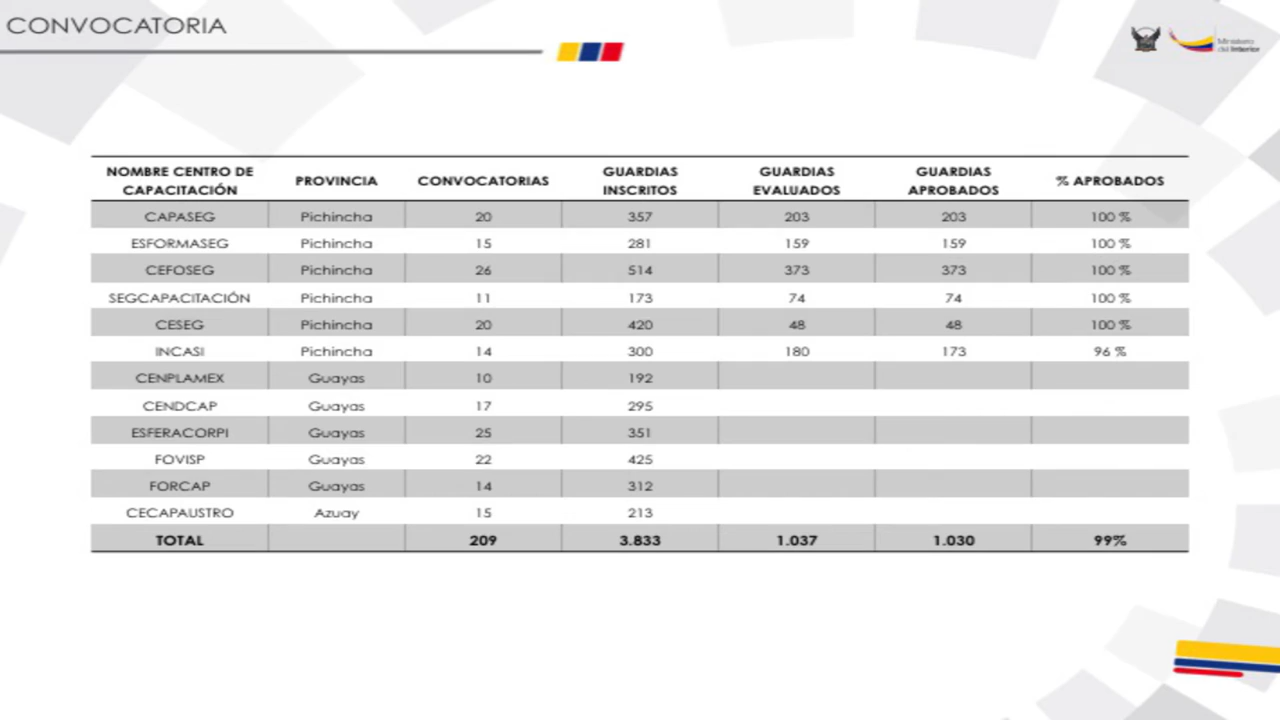 CONVOCATORIA
Ministerio
del Interior
NOMBRE CENTRO DE CAPACITACIÓN PROVINCIA CONVOCATORIAS GUARDIAS INSCRITOS GUARDIAS EVALUADOS GUARDIAS APROBADOS % APROBADOS
CAPASEG Pichincha 20 357 203 203 100 %
ESFORMASEG Pichincha 15 281 159 159 100 %
CEFOSEG Pichincha 26 514 373 373 100 %
SEGCAPACITACIÓN Pichincha 11 173 74 74 100 %
CESEG Pichincha 20 420 48 48 100 %
INCASI Pichincha 14 300 180 173 96 %
CENPLAMEX Guayas 10 192
CENDCAP Guayas 17 295
ESFERACORPI Guayas 25 351
FOVISP Guayas 22 425
FORCAP Guayas 14 312
CECAPAUSTRO Azuay 15 213
TOTAL 209 3.833 1.037 1.030 99%